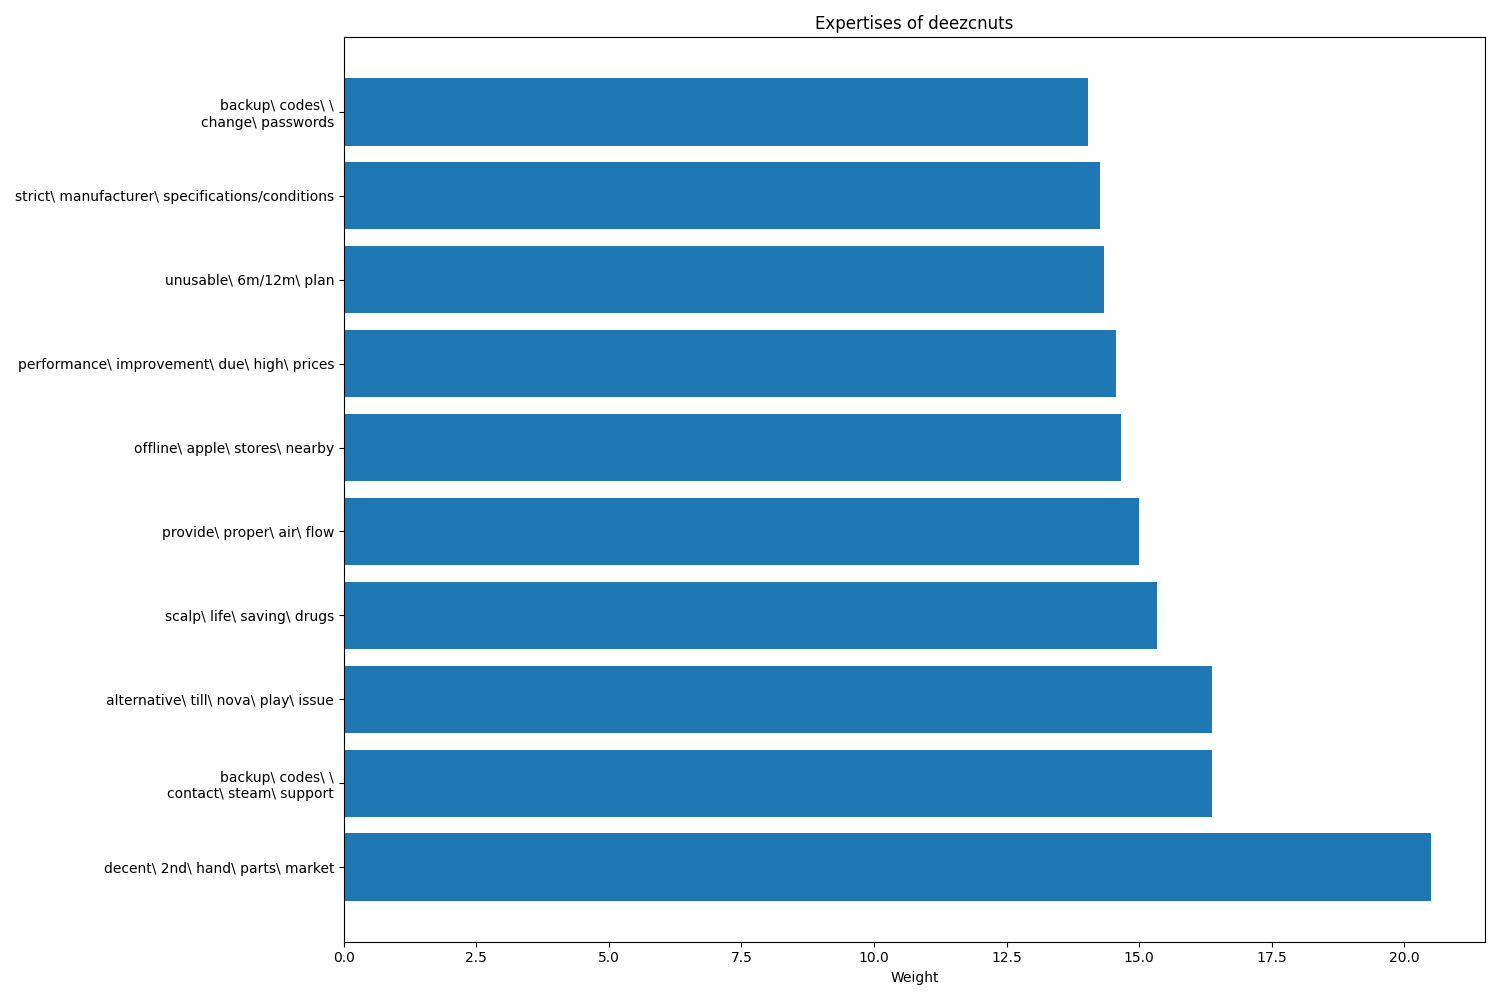 Expertises of deezcnuts
backup\ codes\ \
change\ passwords
strict\ manufacturer\ specifications/conditions
unusable\ 6m/12m\ plan
performance\ improvement\ due\ high\ prices
offline\ apple\ stores\ nearby
provide\ proper\ air\ flow
scalp\ life\ saving\ drugs
alternative\ till\ nova\ play\ issue
backup\ codes\ \
contact\ steam\ support
decent\ 2nd\ hand\ parts\ market
0.0 2.5 5.0 7.5 10.0 12.5 15.0 17.5 20.0
Weight